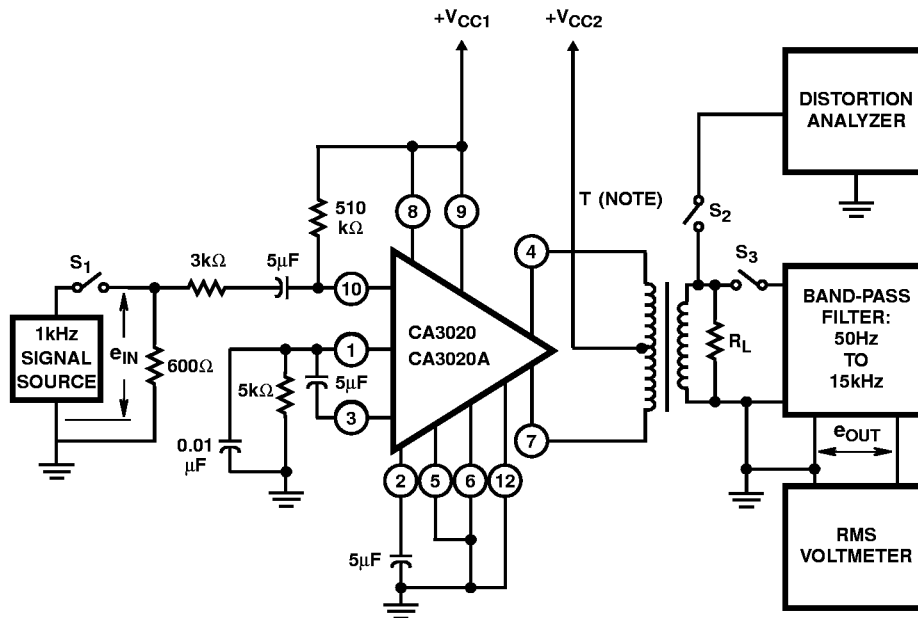 +VCC1
+VCC2
DISTORTION
ANALYZER
T (NOTE)
S2
510
kΩ
8
9
4
S1
3kΩ
5μF
10
S3
1kHz
SIGNAL
SOURCE
eIN
600Ω
CA3020
CA3020A
1
5kΩ
5μF
3
0.01
μF
RL
BAND-PASS
FILTER:
50Hz
TO
15kHz
7
eOUT
2
5
6
12
5μF
RMS
VOLTMETER